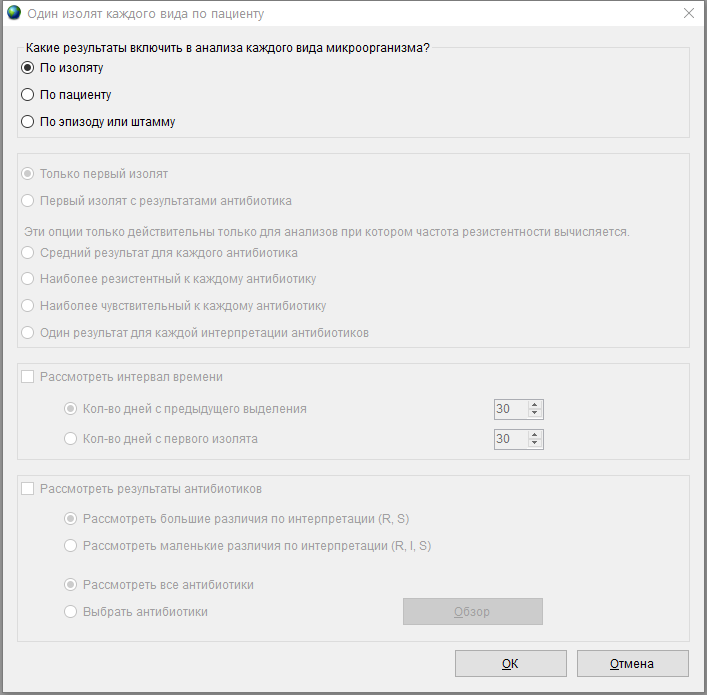 Один изолят каждого вида по пациенту
Какие результаты включить в анализа каждого вида микроорганизма?
По изоляту
По пациенту
По эпизоду или штамму
Только первый изолят
Первый изолят с результатами антибиотика
Эти опции только действительны только для анализов при котором частота резистентности вычисляется.
Средний результат для каждого антибиотика
Наиболее резистентный к каждому антибиотику
Наиболее чувствительный к каждому антибиотику
Один результат для каждой интерпретации антибиотиков
Рассмотреть интервал времени
Кол-во дней с предыдущего выделения 30
Кол-во дней с первого изолята 30
Рассмотреть результаты антибиотиков
Рассмотреть большие различия по интерпретации (R, S)
Рассмотреть маленькие различия по интерпретации (R, I, S)
Рассмотреть все антибиотики
Выбрать антибиотики Обзор
ОК Отмена